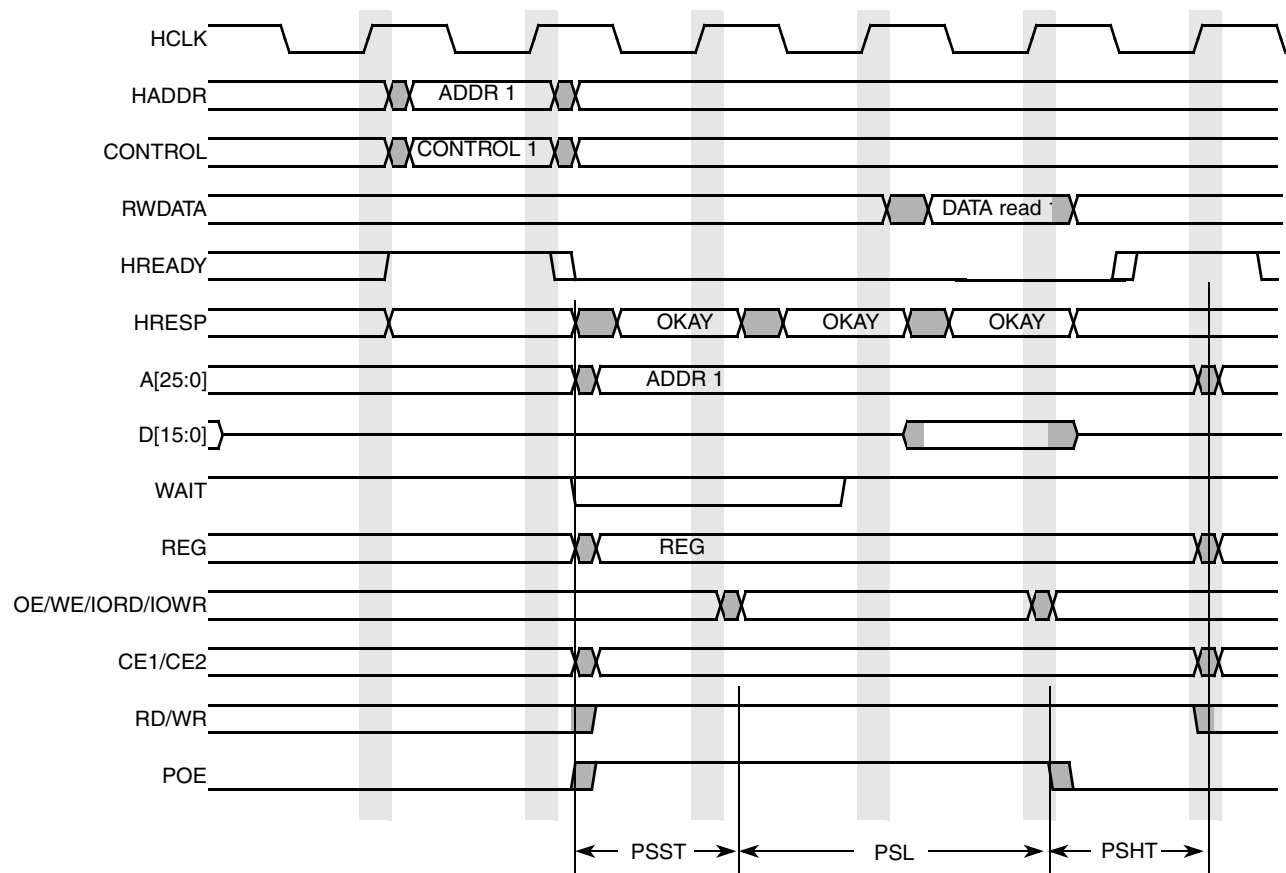 HCLK
HADDR ADDR 1
CONTROL CONTROL 1
RWDATA DATA read 1
HREADY
HRESP OKAY OKAY OKAY
A[25:0] ADDR 1
D[15:0]
WAIT
REG REG
OE/WE/IORD/IOWR
CE1/CE2
RD/WR
POE
PSST PSL PSHT